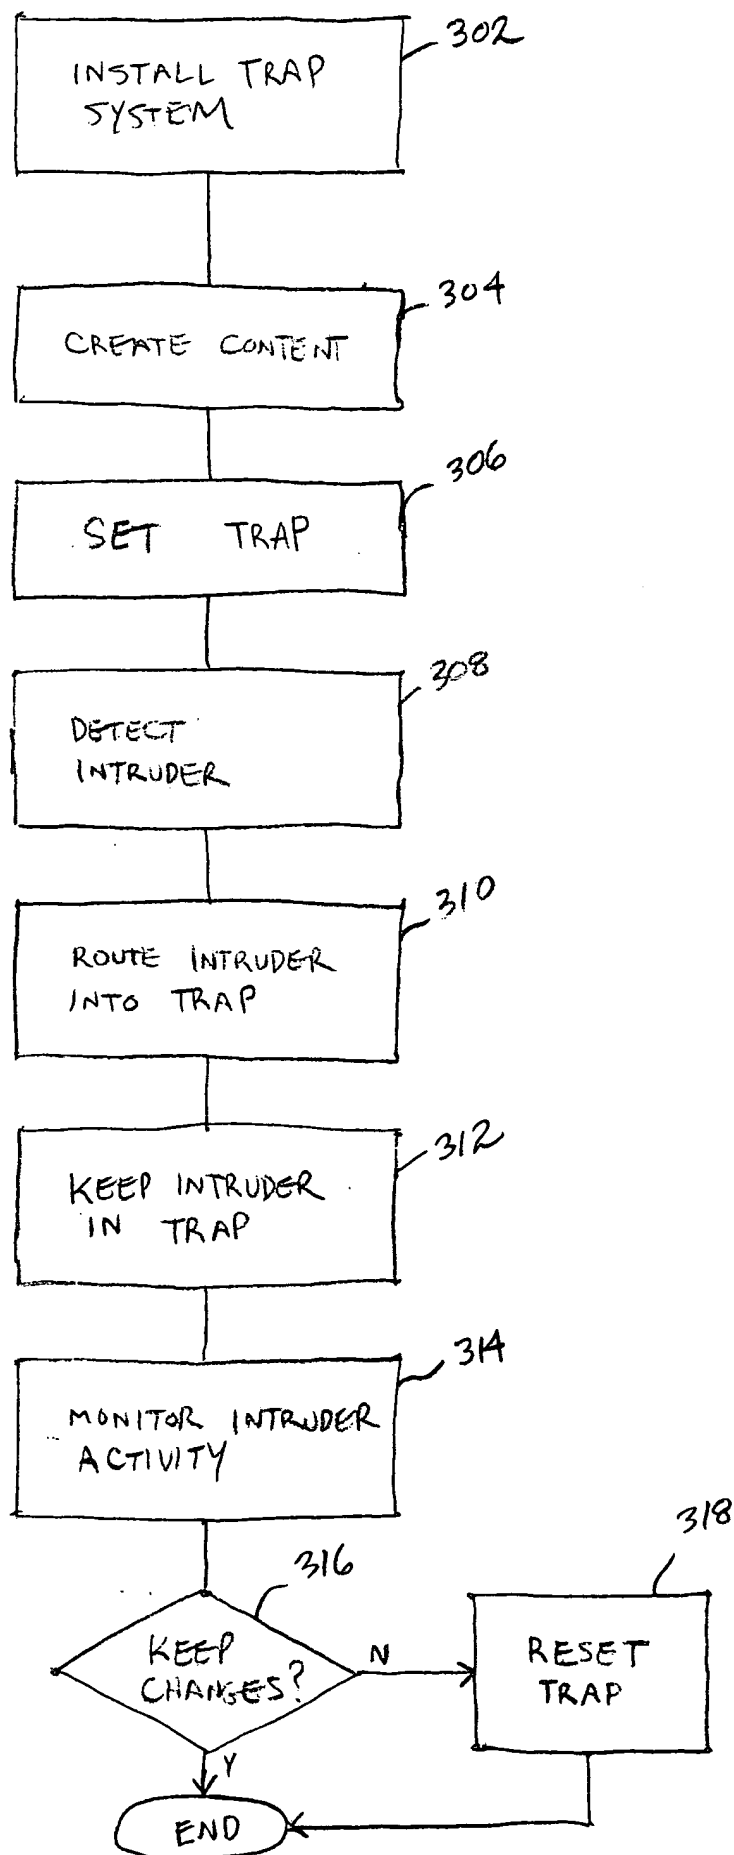 302
INSTALL TRAP
SYSTEM
304
CREATE CONTENT
306
SET TRAP
308
DETECT
INTRUDER
310
ROUTE INTRUDER
INTO TRAP
312
KEEP INTRUDER
IN TRAP
314
MONITOR INTRUDER
ACTIVITY
316
318
KEEP
CHANGES?
N
RESET
TRAP
Y
END